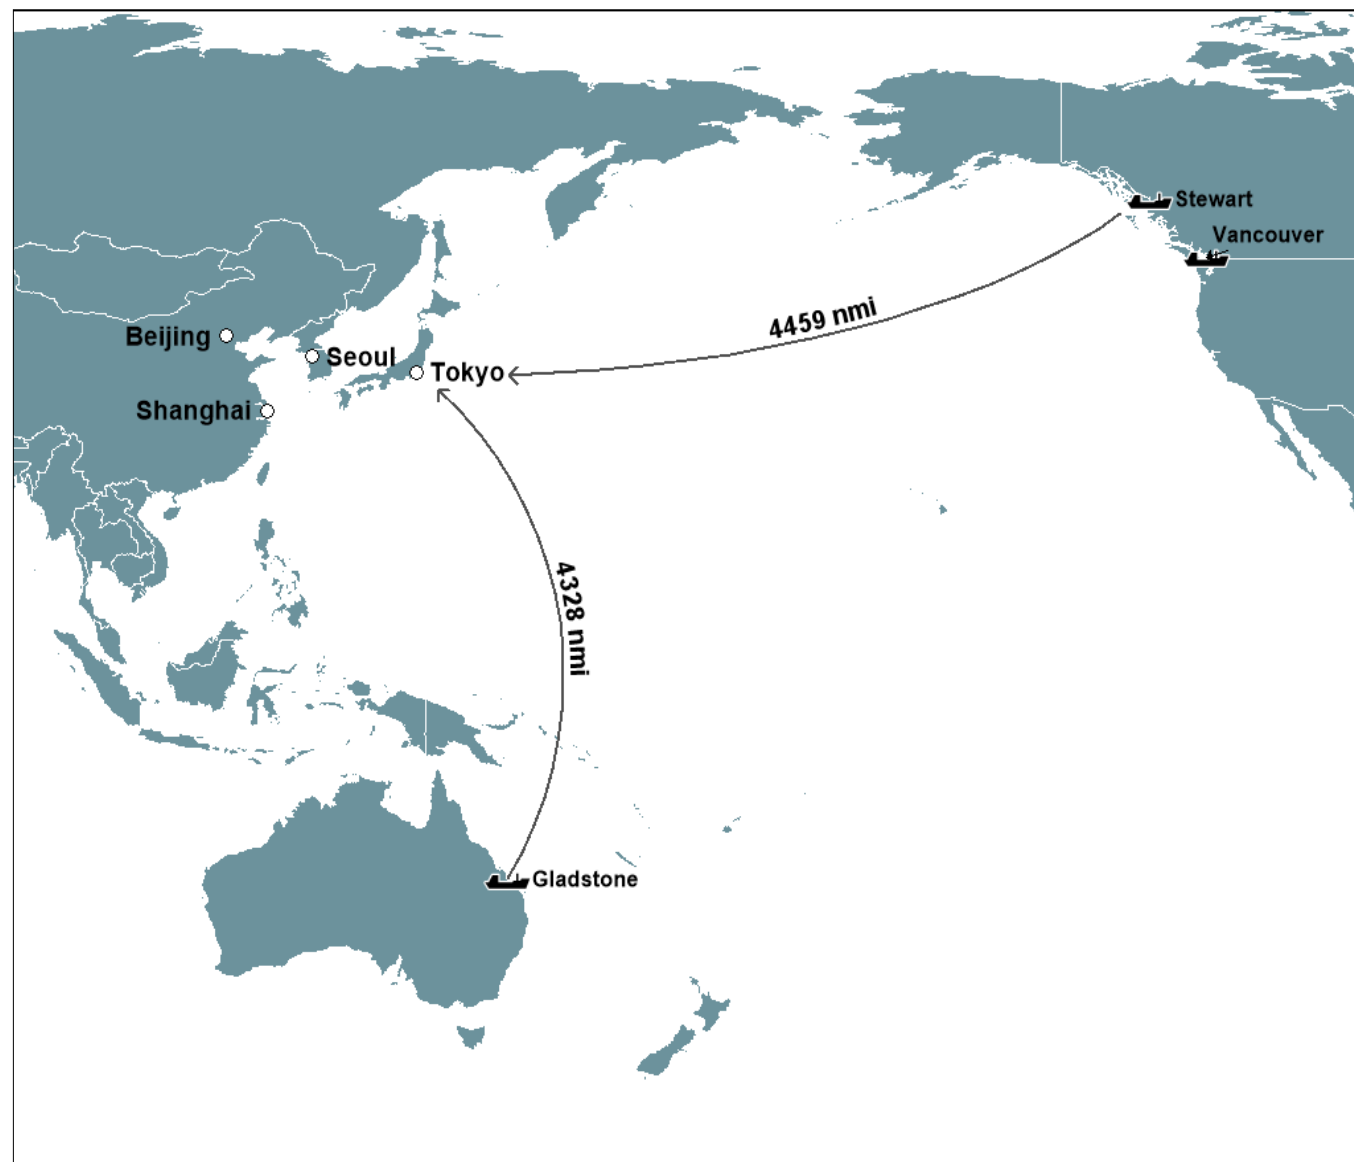 Stewart
Vancouver
4459 nmi
Beijing
Seoul
Tokyo
Shanghai
4328 nmi
Gladstone